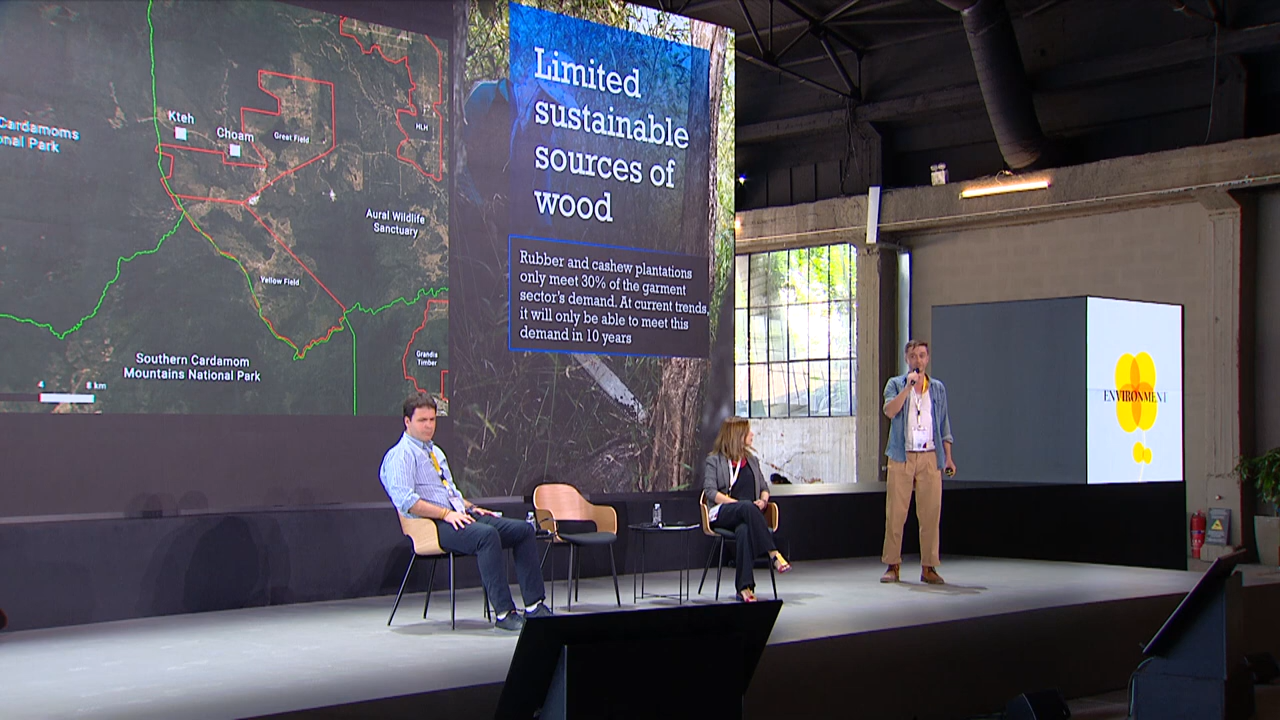 Cardamoms
nal Park
Kteh
Choam
Great Field
HLH
Aural Wildlife
Sanctuary
Yellow Field
Southern Cardamom
Mountains National Park
Grandis
Timber
4 8 km
Limited
sustainable
sources of
wood
Rubber and cashew plantations
only meet 30% of the garment
sector's demand. At current trends,
it will only be able to meet this
demand in 10 years
ENVIRONMENT